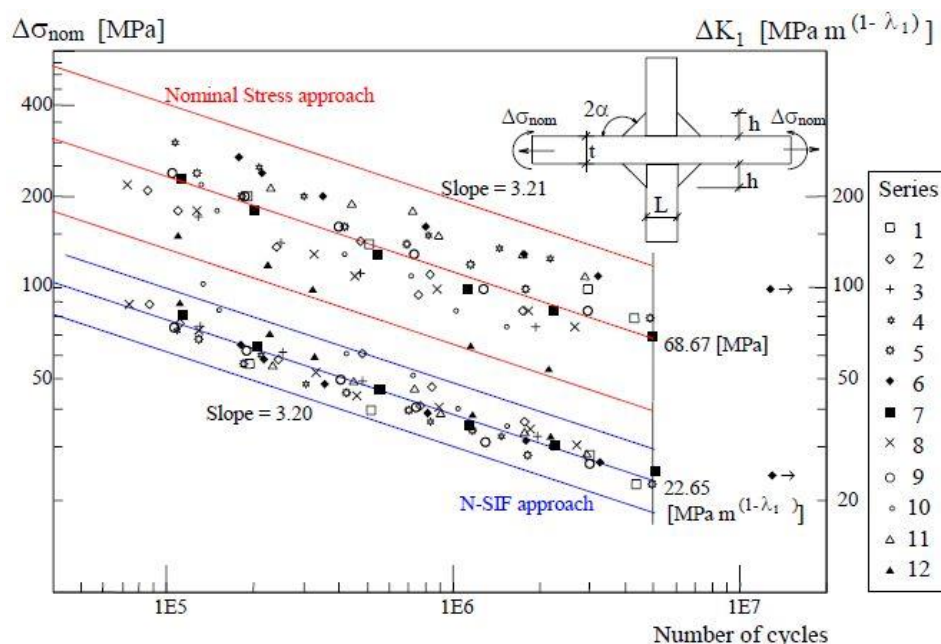 Δσnom [MPa]
ΔK1 [MPa m (1- λ1)]
400
200
100
50
Nominal Stress approach
Slope = 3.21
2α
Δσnom
Δσnom
t
h
h
L
200
100
50
20
68.67 [MPa]
Slope = 3.20
N-SIF approach
22.65
[MPa m (1-λ1)]
1E5
1E6
1E7
Number of cycles
Series
1
2
3
4
5
6
7
8
9
10
11
12